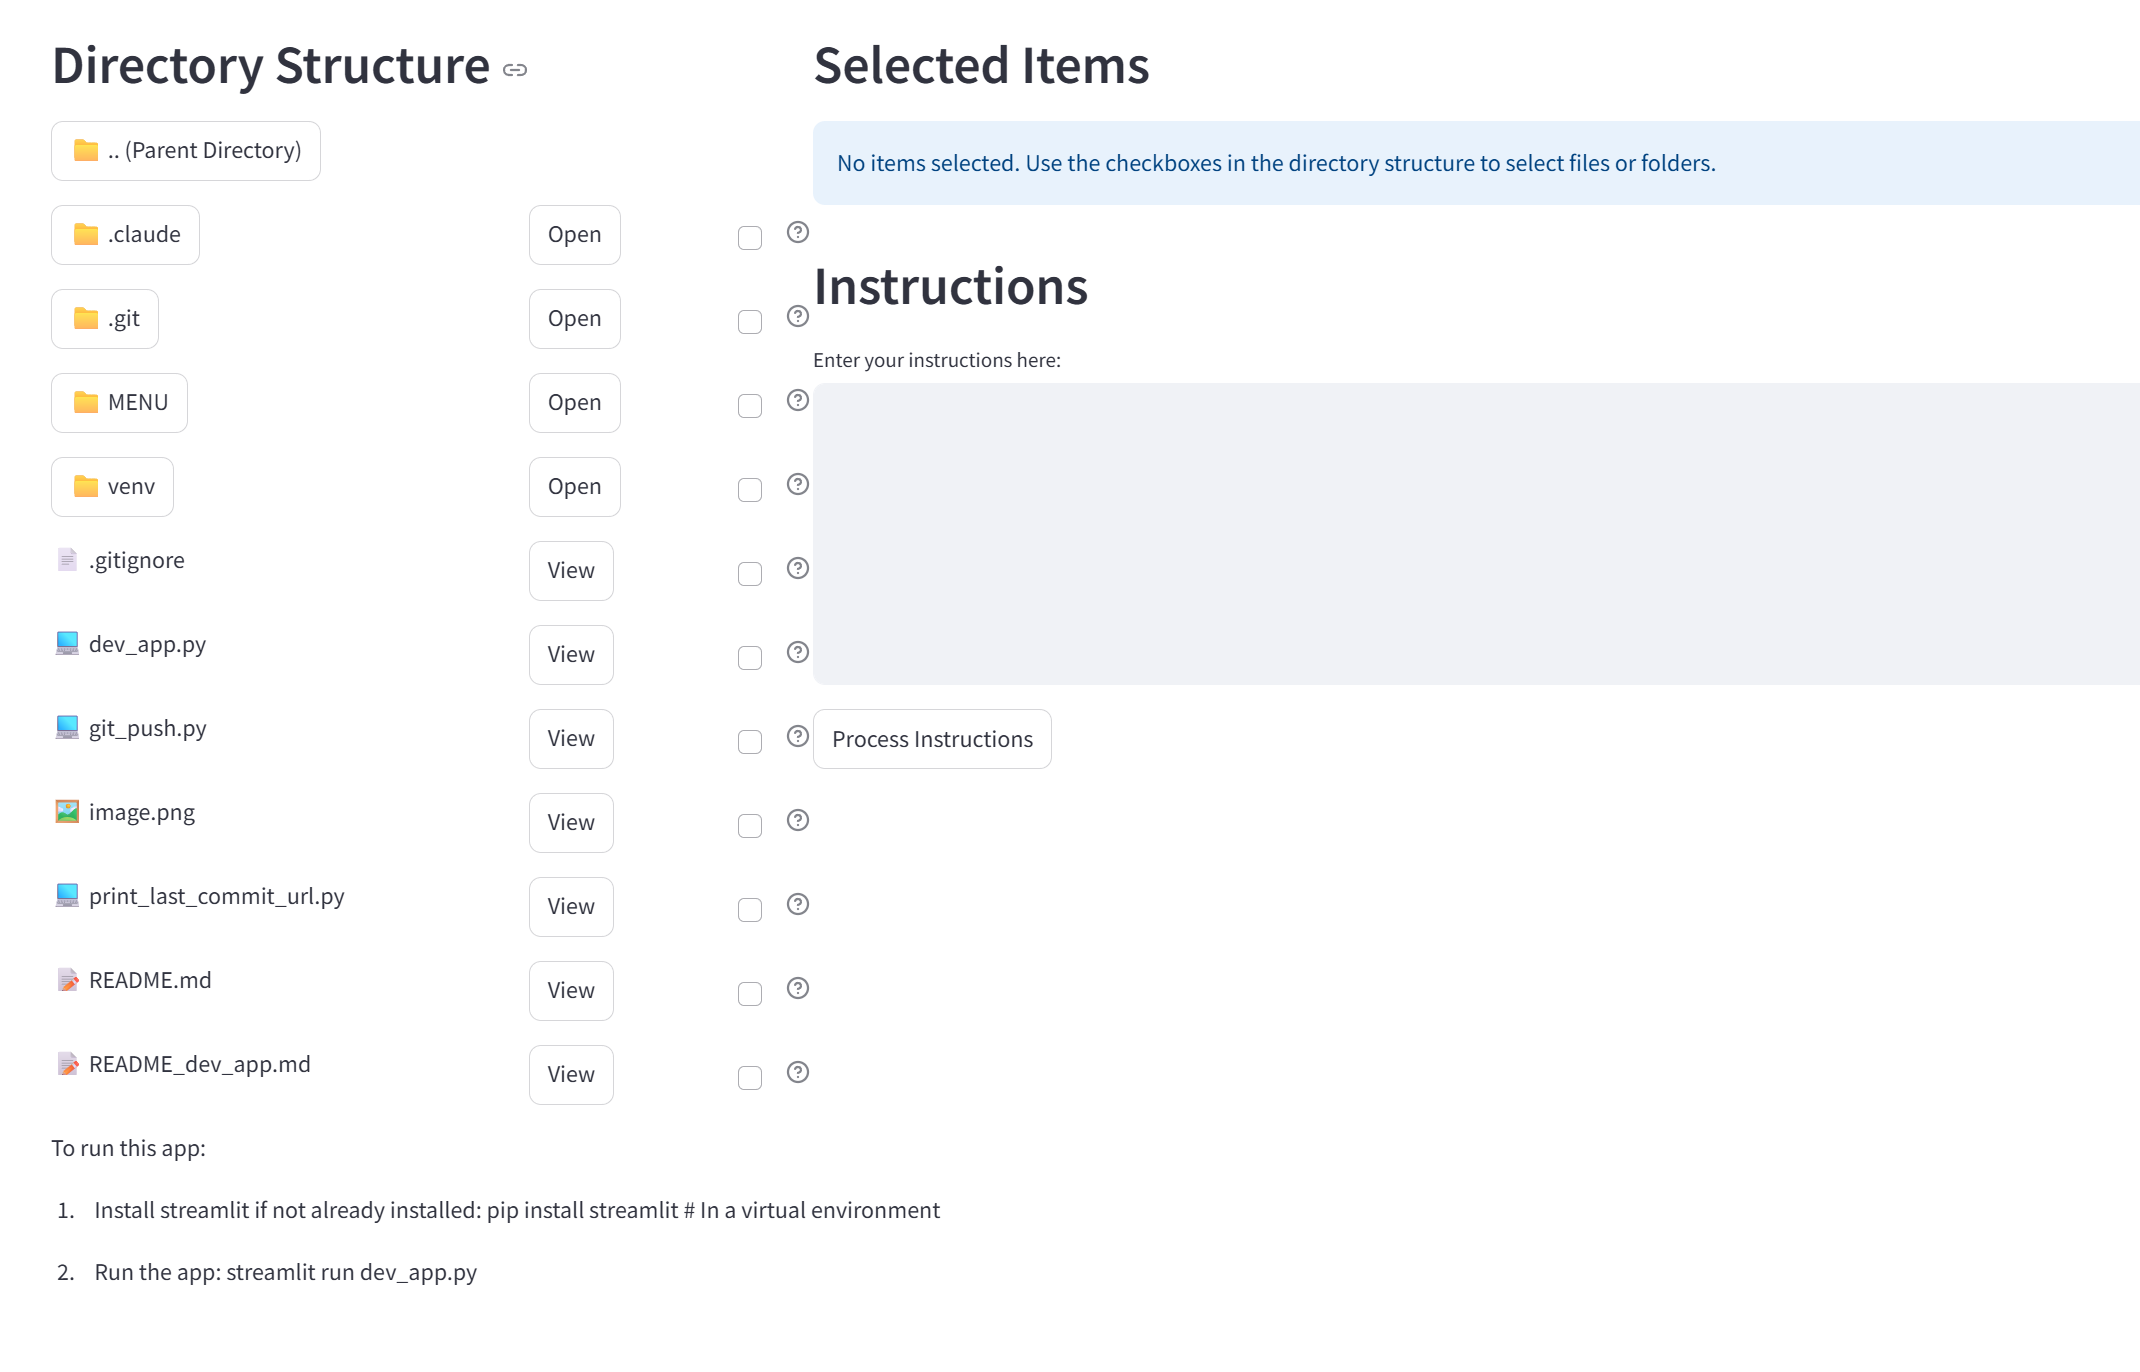 Directory Structure
.. (Parent Directory)
.claude
Open
.git
Open
MENU
Open
venv
Open
.gitignore
View
dev_app.py
View
git_push.py
View
image.png
View
print_last_commit_url.py
View
README.md
View
README_dev_app.md
View
To run this app:
1. Install streamlit if not already installed: pip install streamlit # In a virtual environment
2. Run the app: streamlit run dev_app.py
Selected Items
No items selected. Use the checkboxes in the directory structure to select files or folders.
Instructions
Enter your instructions here:
Process Instructions